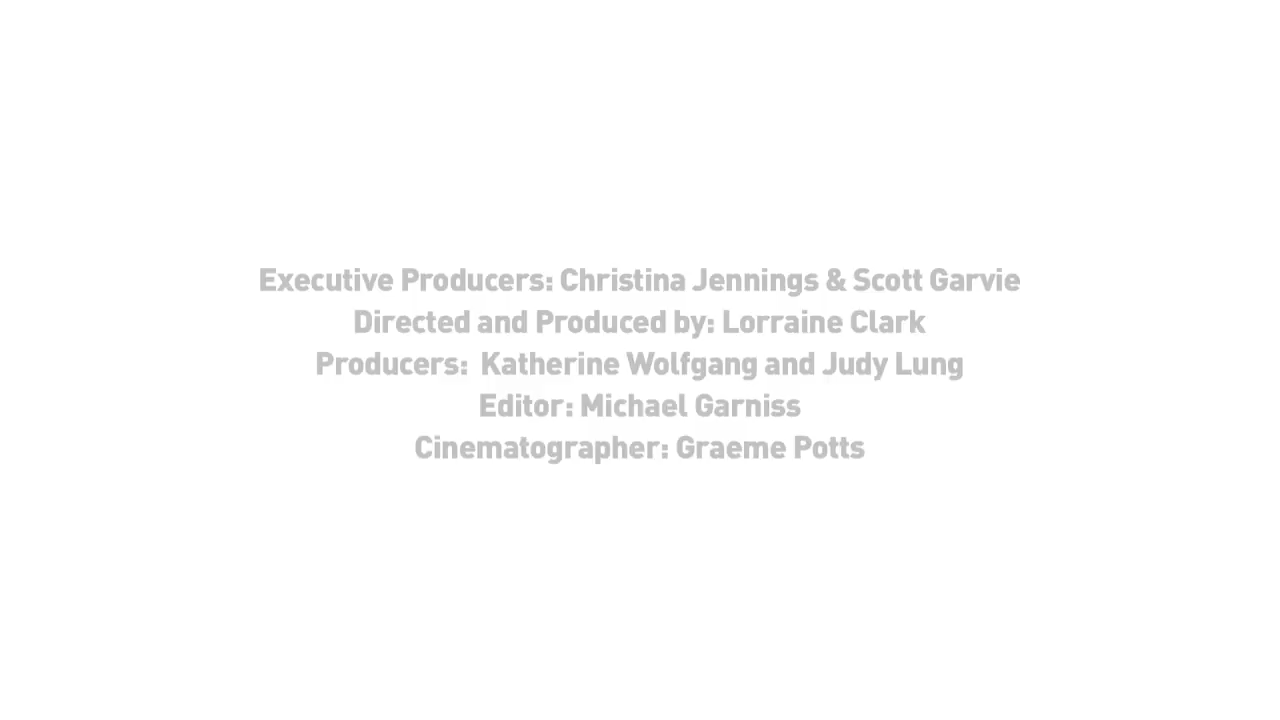 Executive Producers: Christina Jennings & Scott Garvie
Directed and Produced by: Lorraine Clark
Producers:  Katherine Wolfgang and Judy Lung
Editor: Michael Garniss
Cinematographer: Graeme Potts